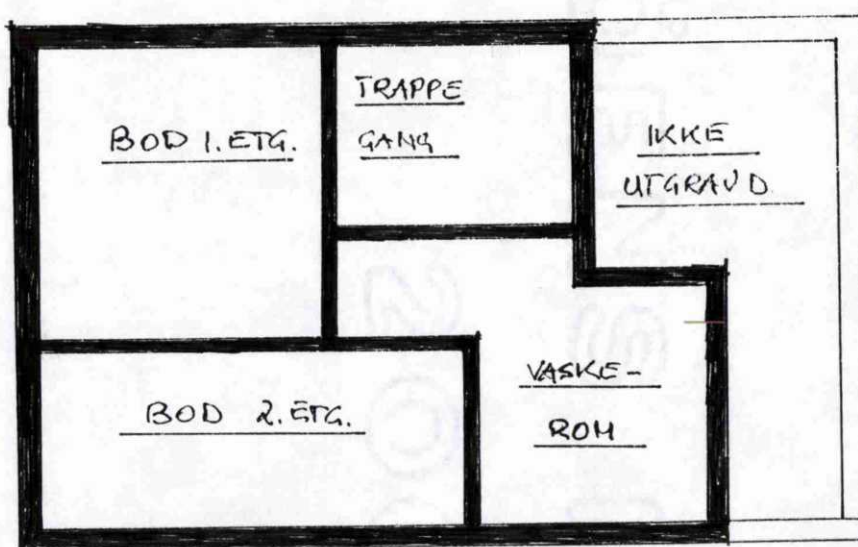 BOD 1. ETG.
TRAPPE
GANG
IKKE
UTGRAVD
BOD 2. ETG.
VASKE-
ROM